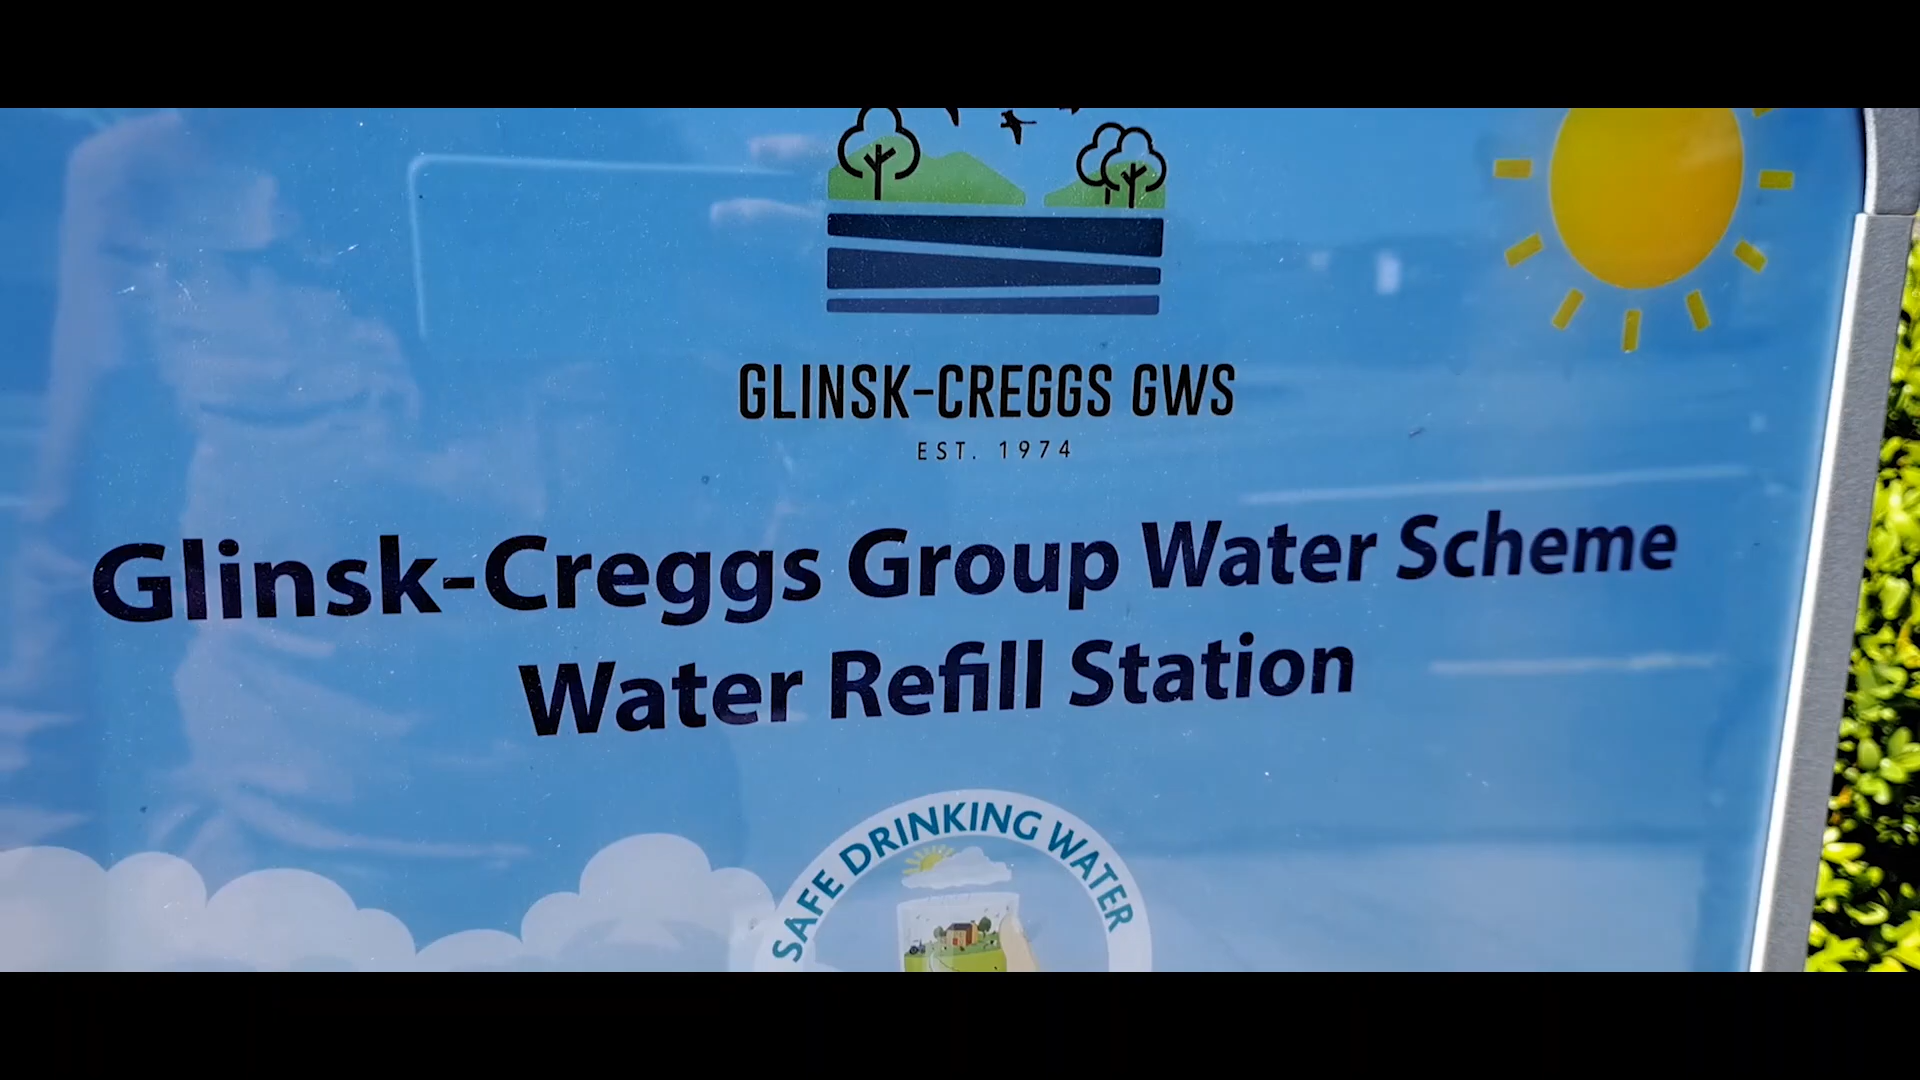 GLINSK-CREGGS GWS
EST. 1974
Glinsk-Creggs Group Water Scheme
Water Refill Station
SAFE DRINKING WATER